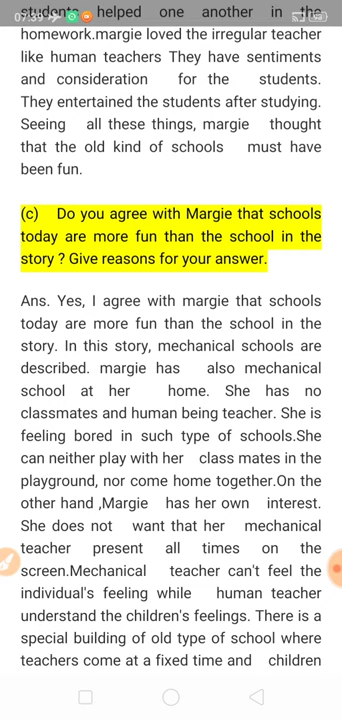 students helped one another in the
07:39
homework.margie loved the irregular teacher
like human teachers They have sentiments
and consideration for the students.
They entertained the students after studying.
Seeing all these things, margie thought
that the old kind of schools must have
been fun.
(c) Do you agree with Margie that schools
today are more fun than the school in the
story ? Give reasons for your answer.
Ans. Yes, I agree with margie that schools
today are more fun than the school in the
story. In this story, mechanical schools are
described. margie has also mechanical
school at her home. She has no
classmates and human being teacher. She is
feeling bored in such type of schools.She
can neither play with her class mates in the
playground, nor come home together.On the
other hand ,Margie has her own interest.
She does not want that her mechanical
teacher present all times on the
screen.Mechanical teacher can't feel the
individual's feeling while human teacher
understand the children's feelings. There is a
special building of old type of school where
teachers come at a fixed time and children